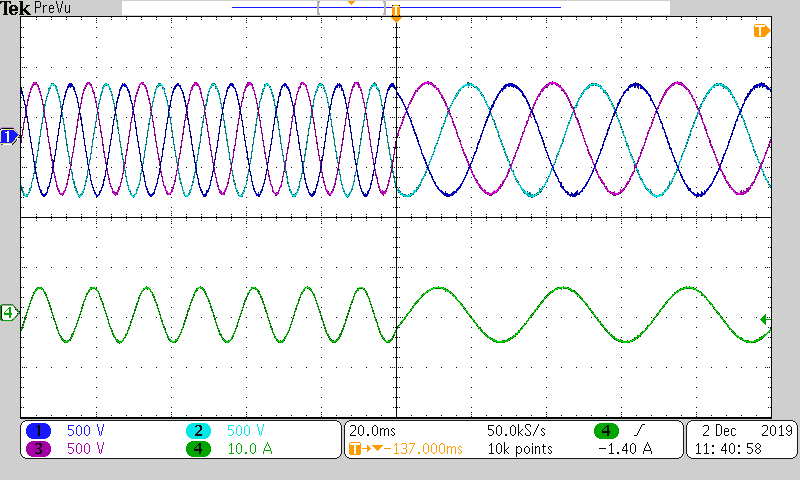 Tek PreVu
T
T
1
4
1 500 V 2 500 V
3 500 V 4 10.0 A
20.0ms 50.0kS/s 4 -1.40 A
T→▼-137.000ms 10k points
2 Dec 2019
11:40:58